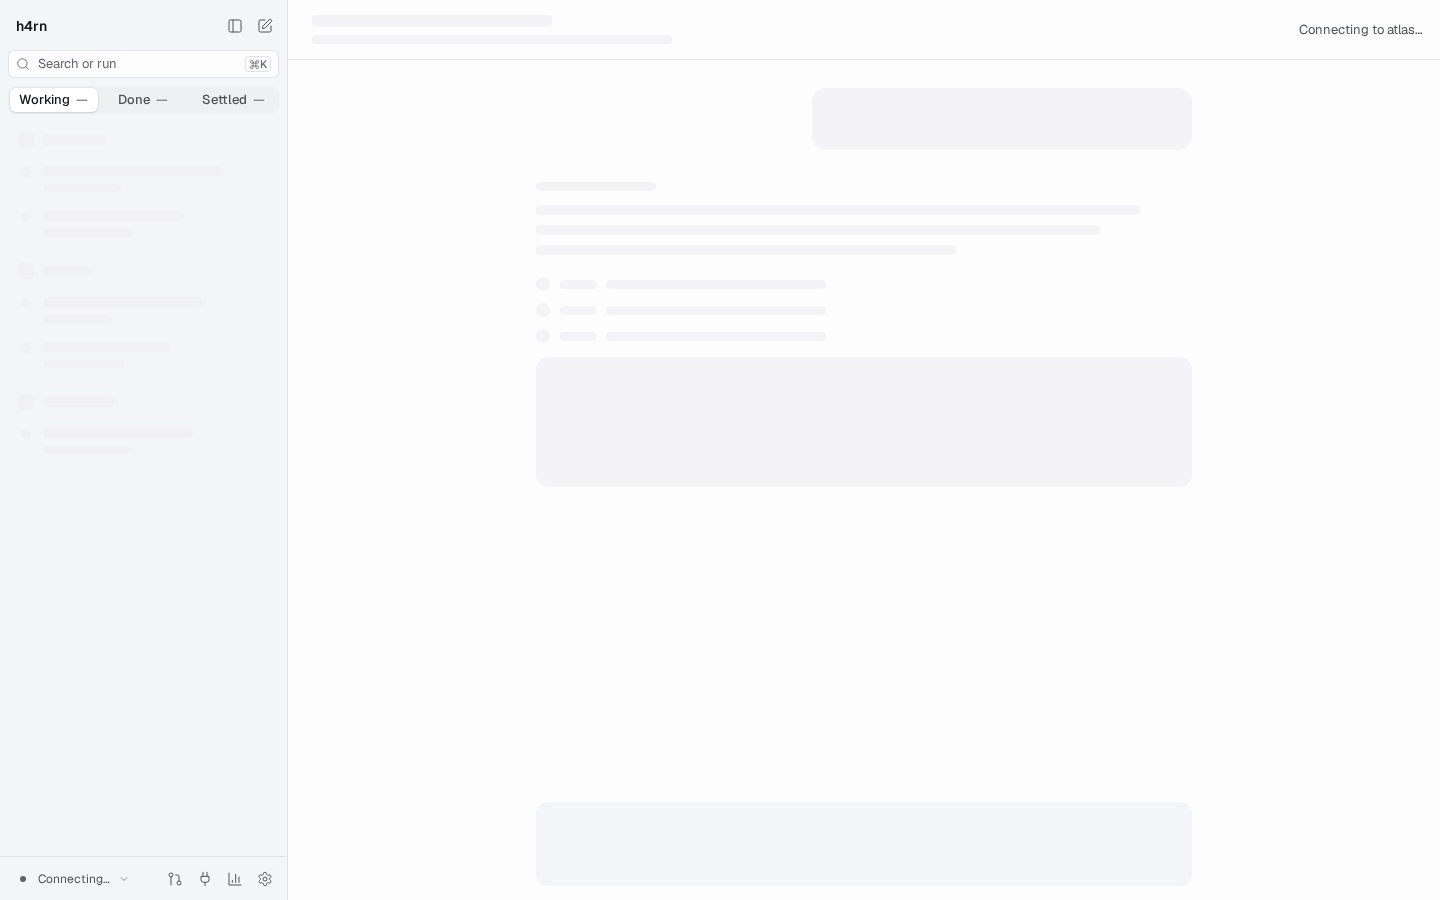 h4rn
Search or run ⌘K
Working — Done — Settled —
Connecting to atlas…
Connecting…